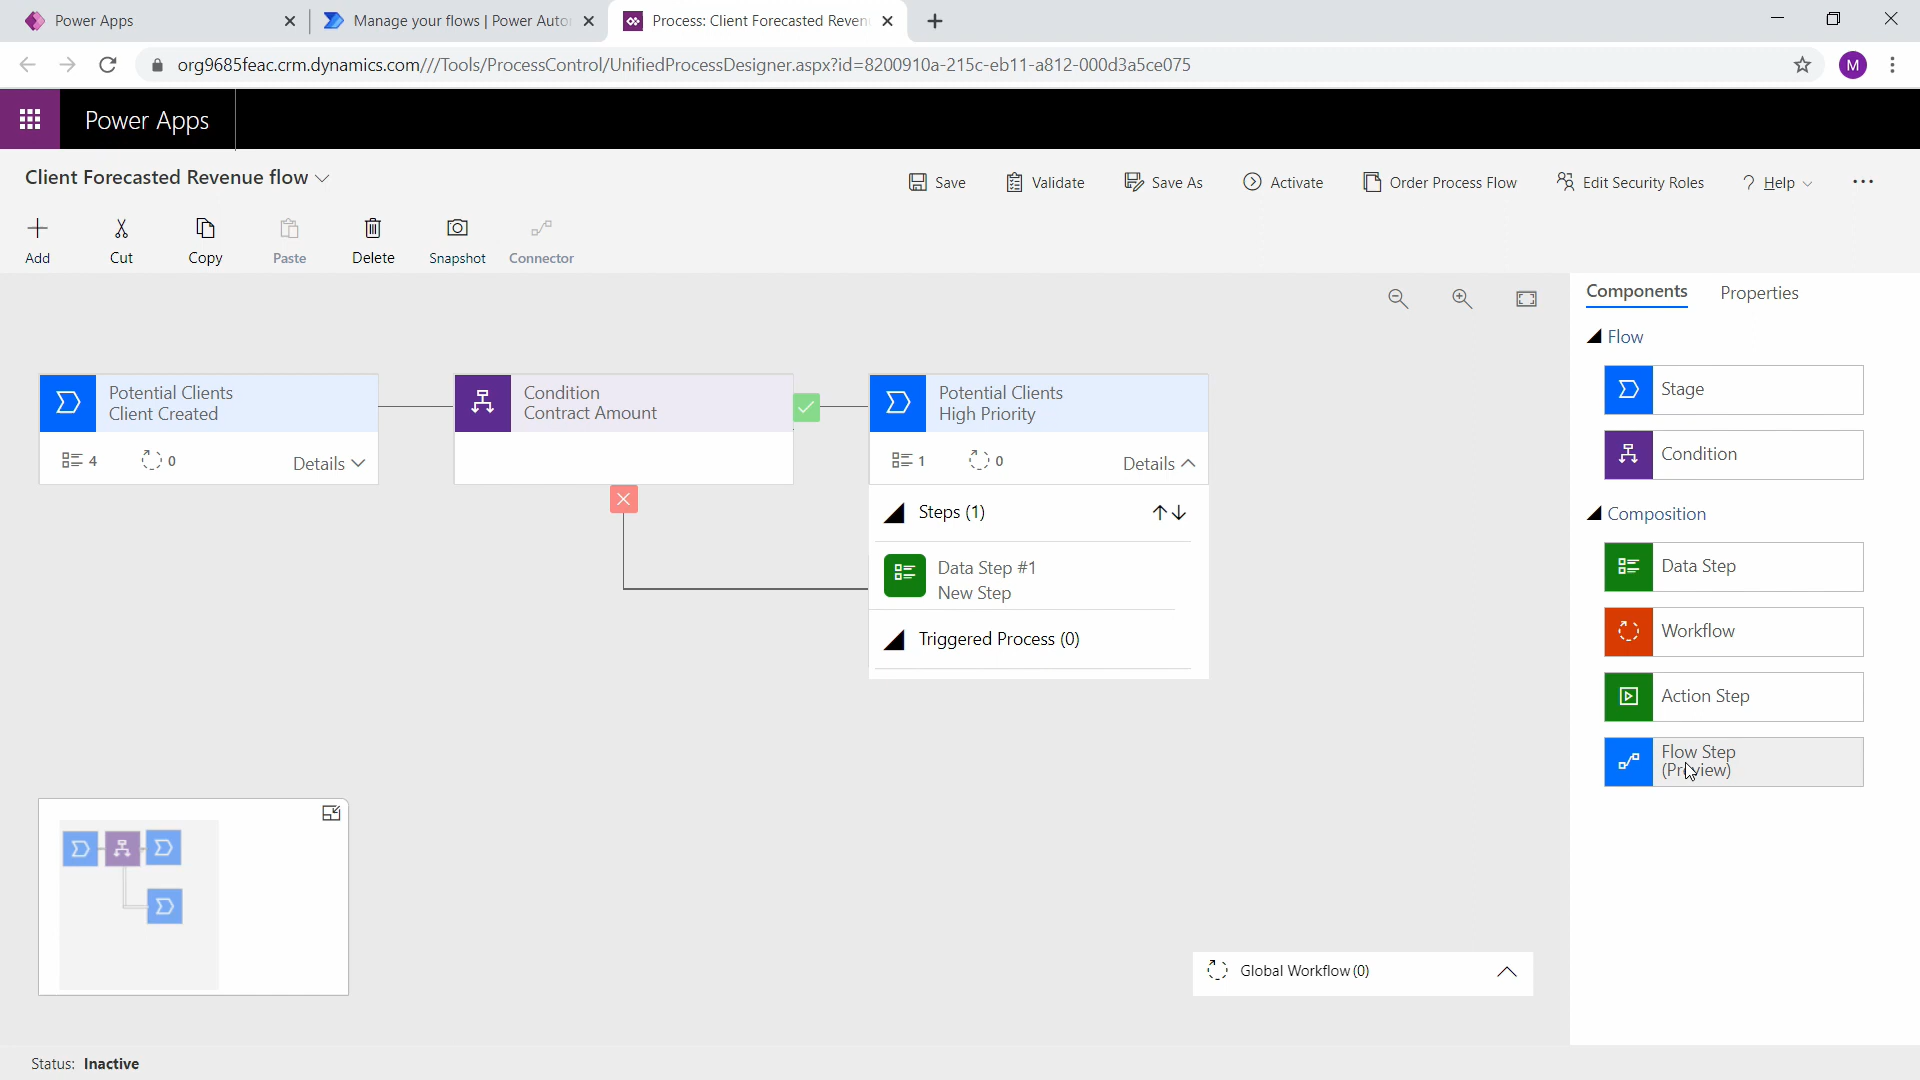 Power Apps
Manage your flows | Power Auto
Process: Client Forecasted Reven
org9685feac.crm.dynamics.com///Tools/ProcessControl/UnifiedProcessDesigner.aspx?id=8200910a-215c-eb11-a812-000d3a5ce075
M
Power Apps
Client Forecasted Revenue flow
Save
Validate
Save As
Activate
Order Process Flow
Edit Security Roles
? Help
Add
Cut
Copy
Paste
Delete
Snapshot
Connector
Components
Properties
Flow
Stage
Condition
Composition
Data Step
Workflow
Action Step
Flow Step
(Preview)
Potential Clients
Client Created
4
0
Details
Condition
Contract Amount
Potential Clients
High Priority
1
0
Details
Steps (1)
Data Step #1
New Step
Triggered Process (0)
Global Workflow (0)
Status: Inactive